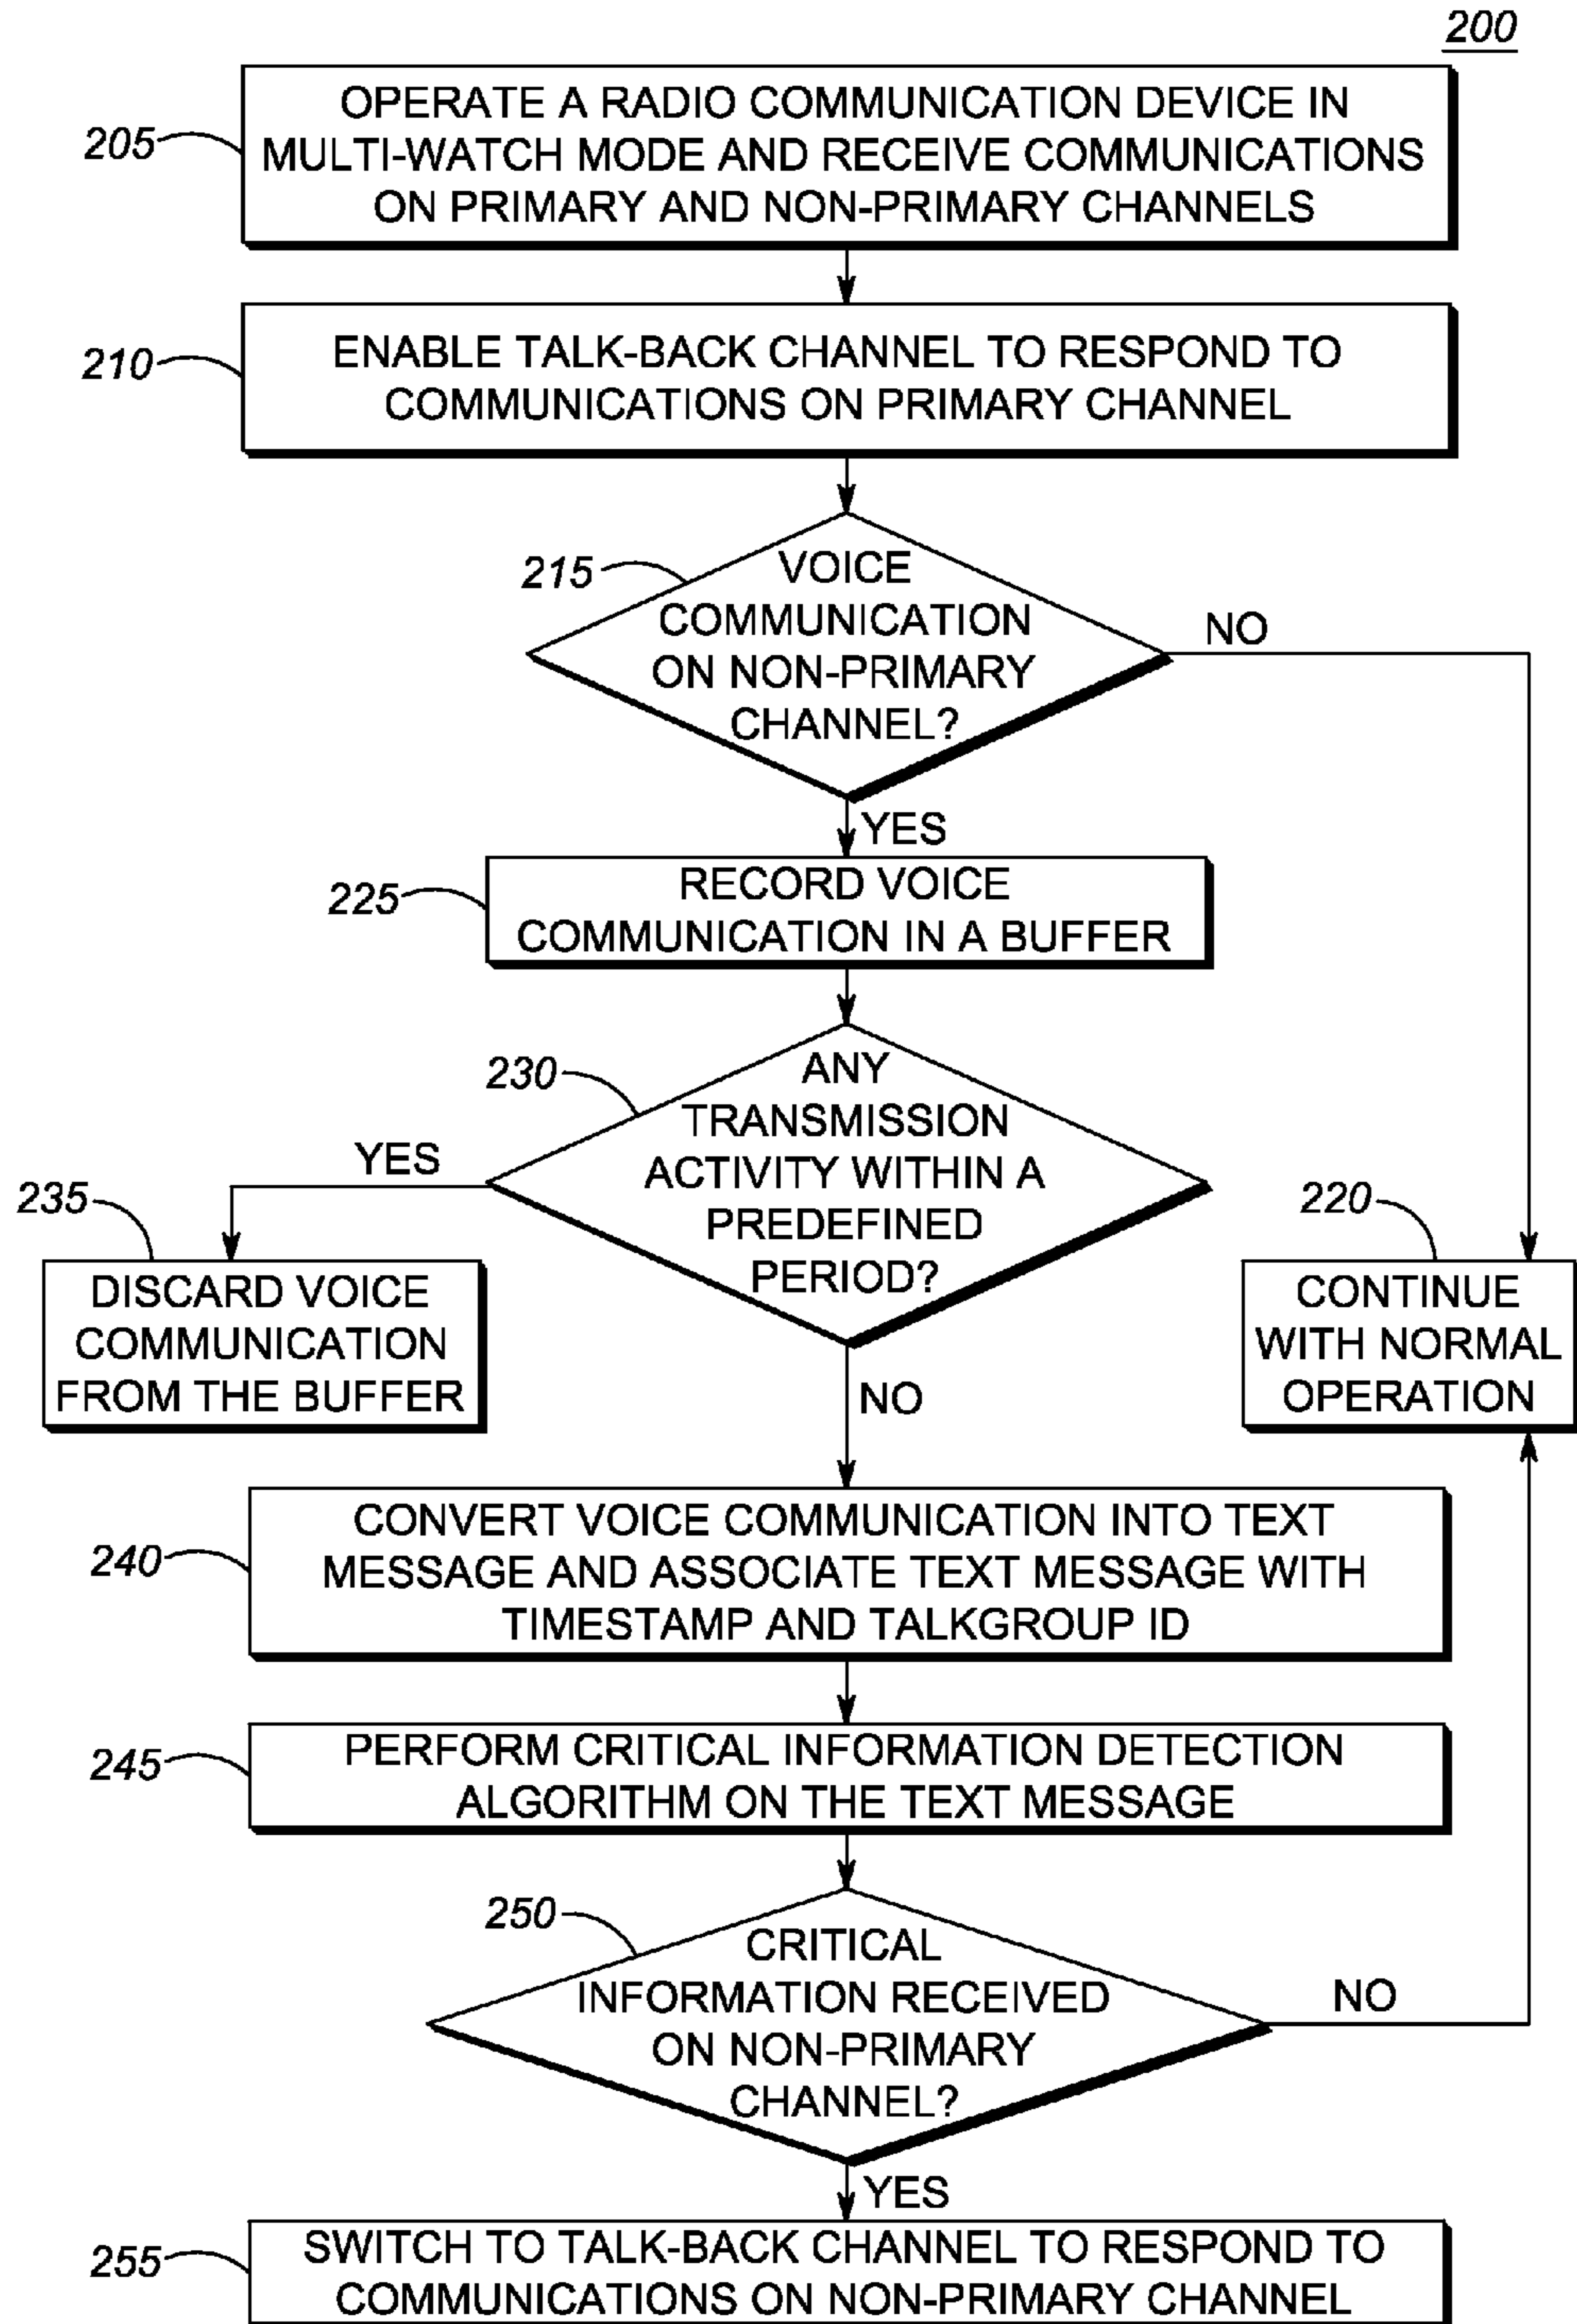 200
205
OPERATE A RADIO COMMUNICATION DEVICE IN
MULTI-WATCH MODE AND RECEIVE COMMUNICATIONS
ON PRIMARY AND NON-PRIMARY CHANNELS
210
ENABLE TALK-BACK CHANNEL TO RESPOND TO
COMMUNICATIONS ON PRIMARY CHANNEL
215
VOICE
COMMUNICATION
ON NON-PRIMARY
CHANNEL?
NO
YES
225
RECORD VOICE
COMMUNICATION IN A BUFFER
230
ANY
TRANSMISSION
ACTIVITY WITHIN A
PREDEFINED
PERIOD?
YES
235
DISCARD VOICE
COMMUNICATION
FROM THE BUFFER
220
CONTINUE
WITH NORMAL
OPERATION
NO
240
CONVERT VOICE COMMUNICATION INTO TEXT
MESSAGE AND ASSOCIATE TEXT MESSAGE WITH
TIMESTAMP AND TALKGROUP ID
245
PERFORM CRITICAL INFORMATION DETECTION
ALGORITHM ON THE TEXT MESSAGE
250
CRITICAL
INFORMATION RECEIVED
ON NON-PRIMARY
CHANNEL?
NO
YES
255
SWITCH TO TALK-BACK CHANNEL TO RESPOND TO
COMMUNICATIONS ON NON-PRIMARY CHANNEL